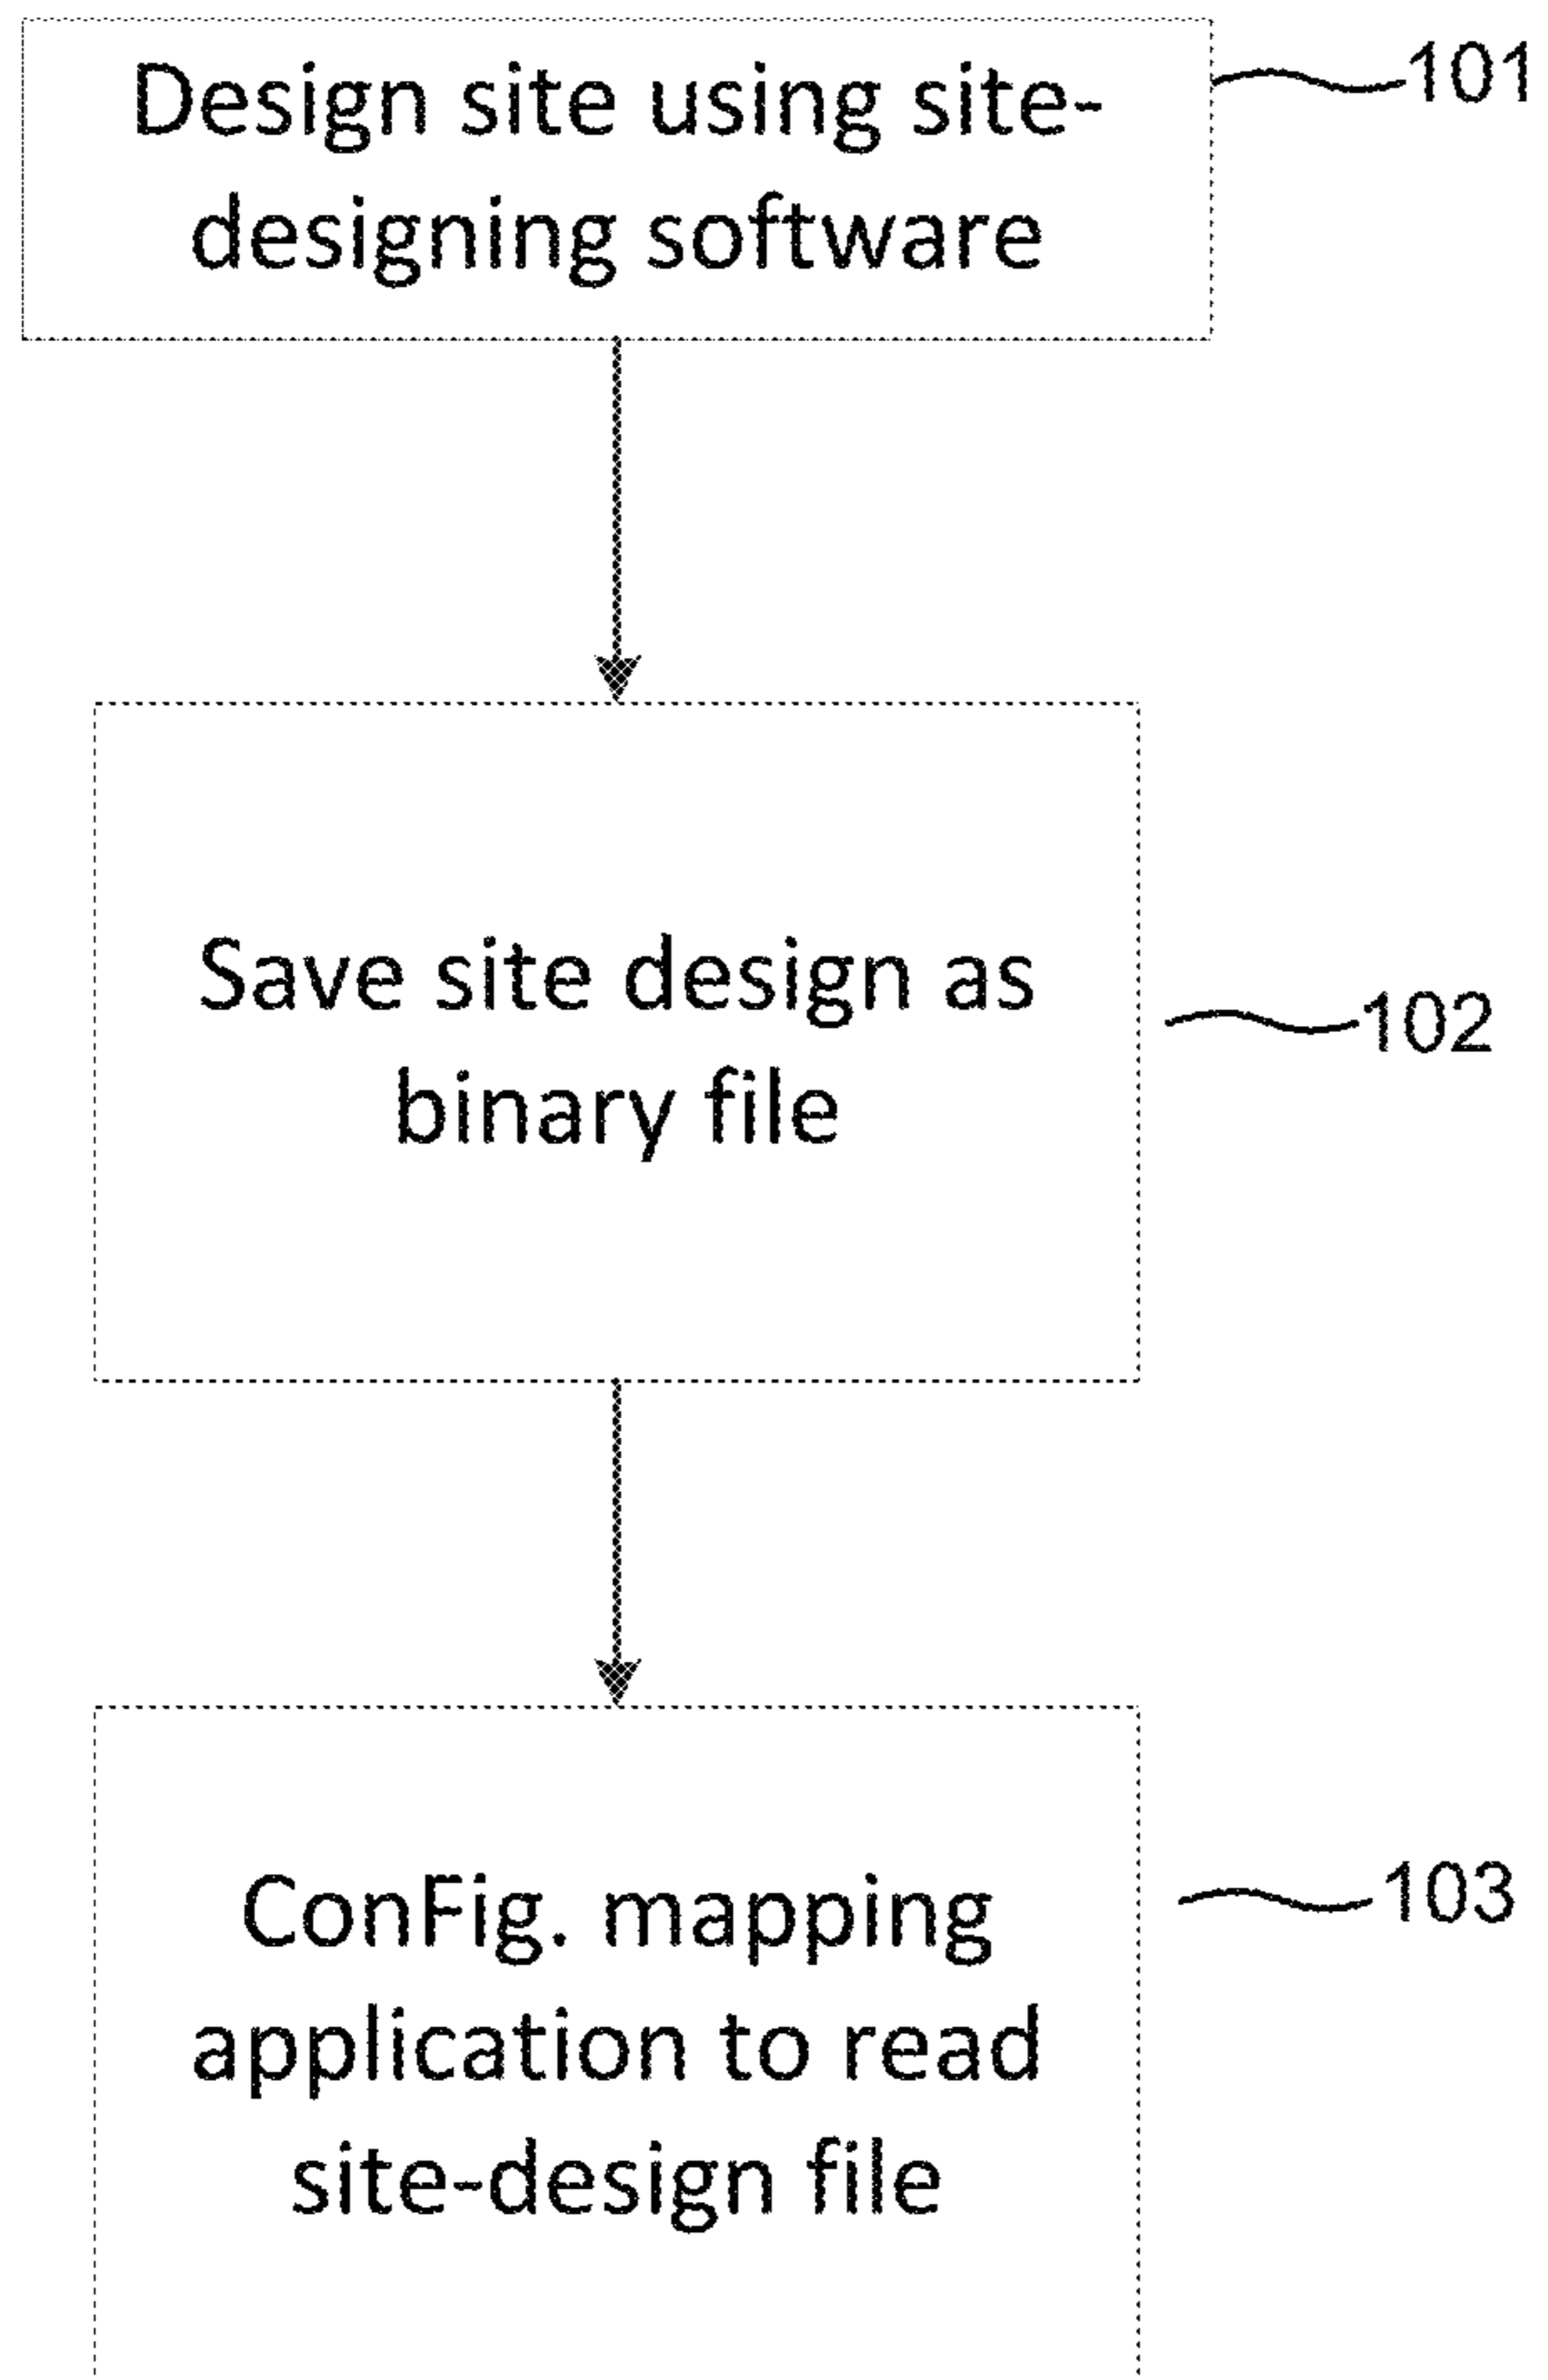 Design site using site-
designing software
101
Save site design as
binary file
102
ConFig. mapping
application to read
site-design file
103